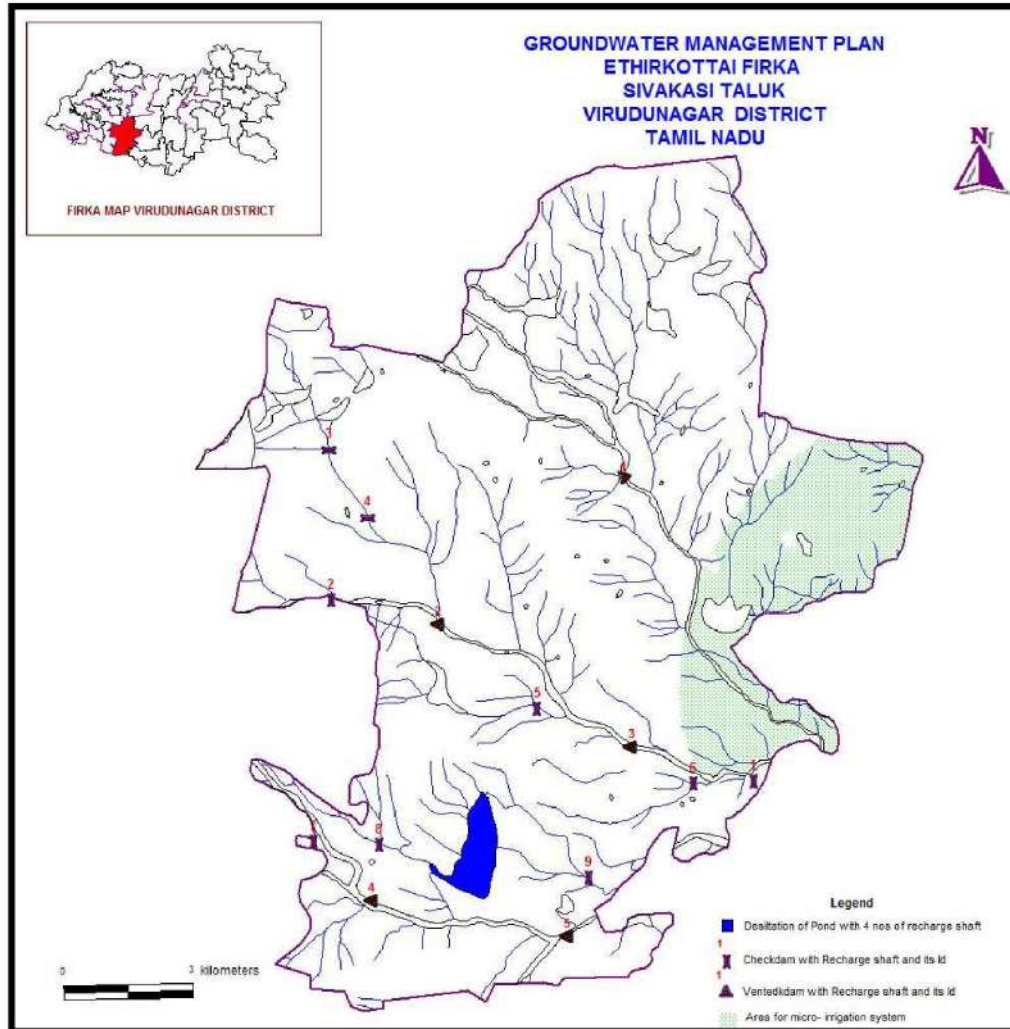 GROUNDWATER MANAGEMENT PLAN
ETHIRKOTTAI FIRKA
SIVAKASI TALUK
VIRUDUNAGAR DISTRICT
TAMIL NADU
FIRKA MAP VIRUDUNAGAR DISTRICT
N
3
4
2
2
5
3
6
1
8
4
9
5
0
3
kilometers
Legend
Desiltation of Pond with 4 nos of recharge shaft
1
Checkdam with Recharge shaft and its Id
1
Ventedkdam with Recharge shaft and its Id
Area for micro- irrigation system